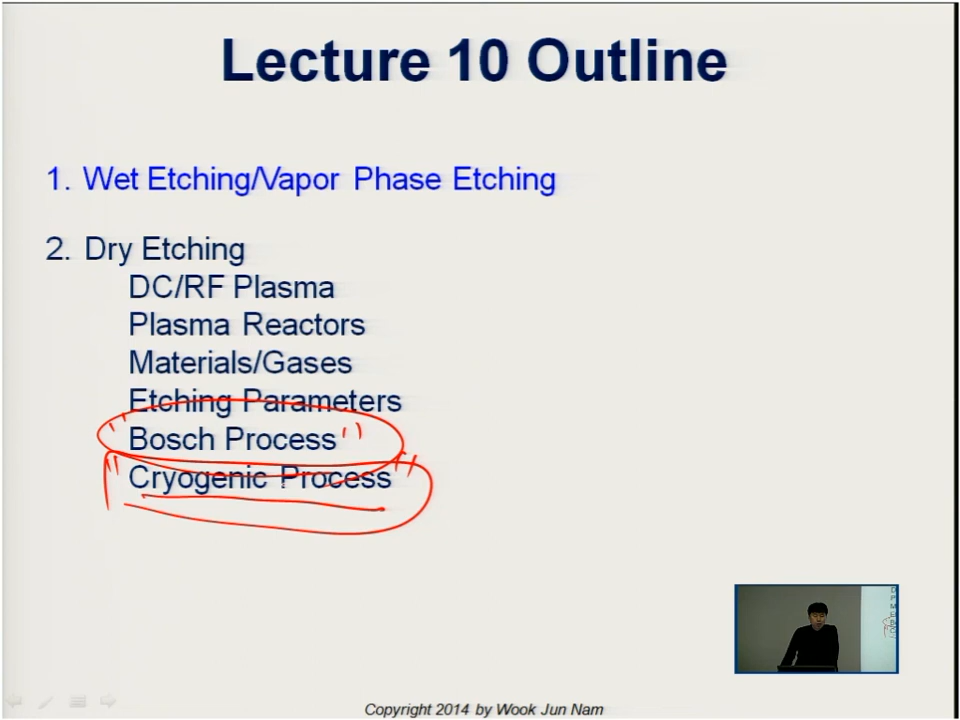 Lecture 10 Outline
1. Wet Etching/Vapor Phase Etching
2. Dry Etching
DC/RF Plasma
Plasma Reactors
Materials/Gases
Etching Parameters
"Bosch Process"
"Cryogenic Process"
Copyright 2014 by Wook Jun Nam